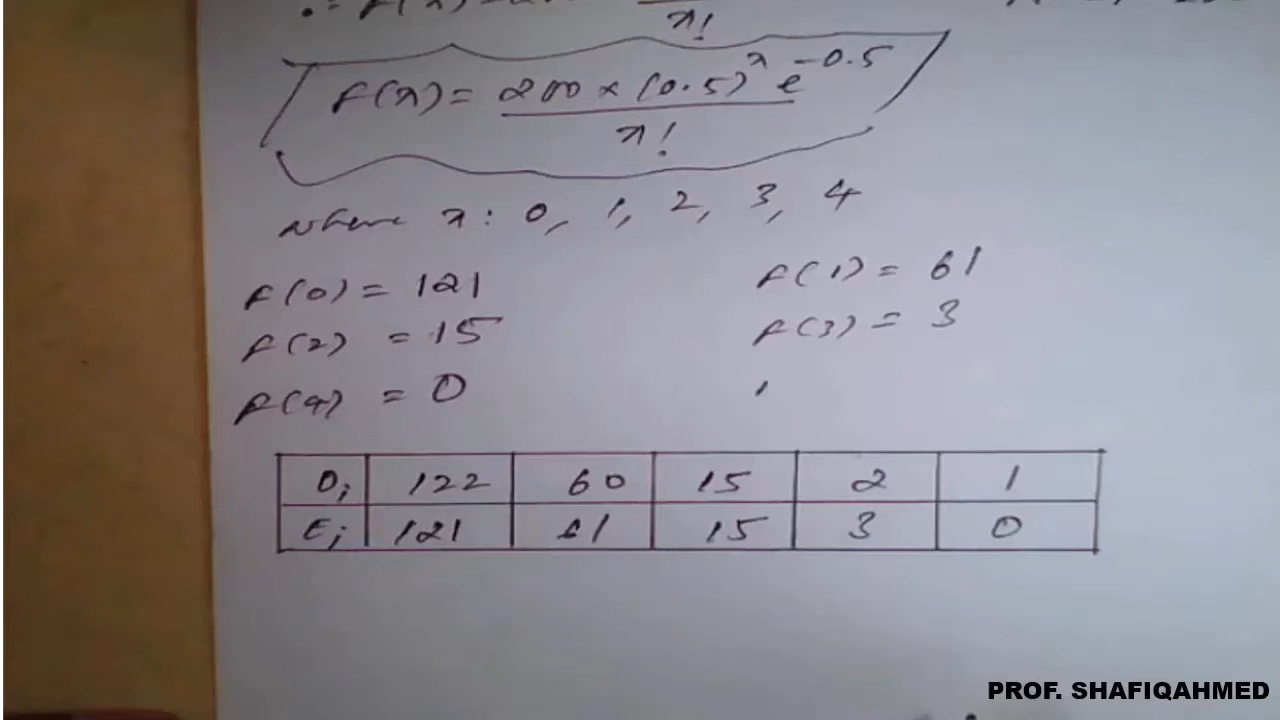 x!
F(x) = 200 × (0.5)^x e^-0.5
x!
where x : 0, 1, 2, 3, 4
F(0) = 121 F(1) = 61
F(2) = 15 F(3) = 3
F(4) = 0
Oi 122 60 15 2 1
Ei 121 61 15 3 0
PROF. SHAFIQAHMED